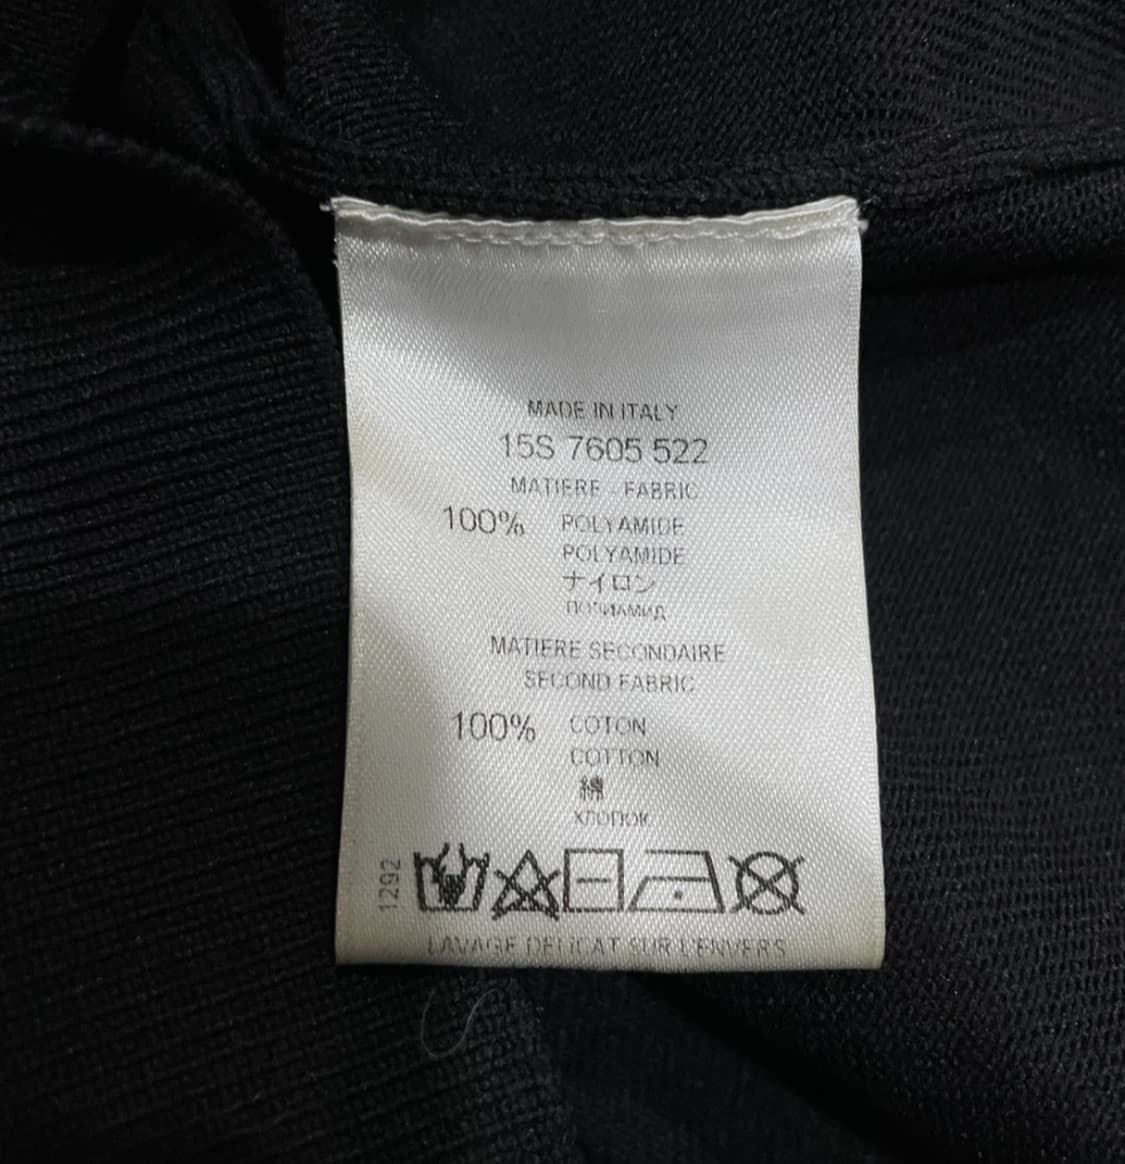 MADE IN ITALY
15S 7605 522
MATIERE - FABRIC
100% POLYAMIDE
POLYAMIDE
ナイロン
ПОЛИАМИД
MATIERE SECONDAIRE
SECOND FABRIC
100% COTON
COTTON
綿
ХЛОПОК
1292
LAVAGE DELICAT SUR L'ENVERS